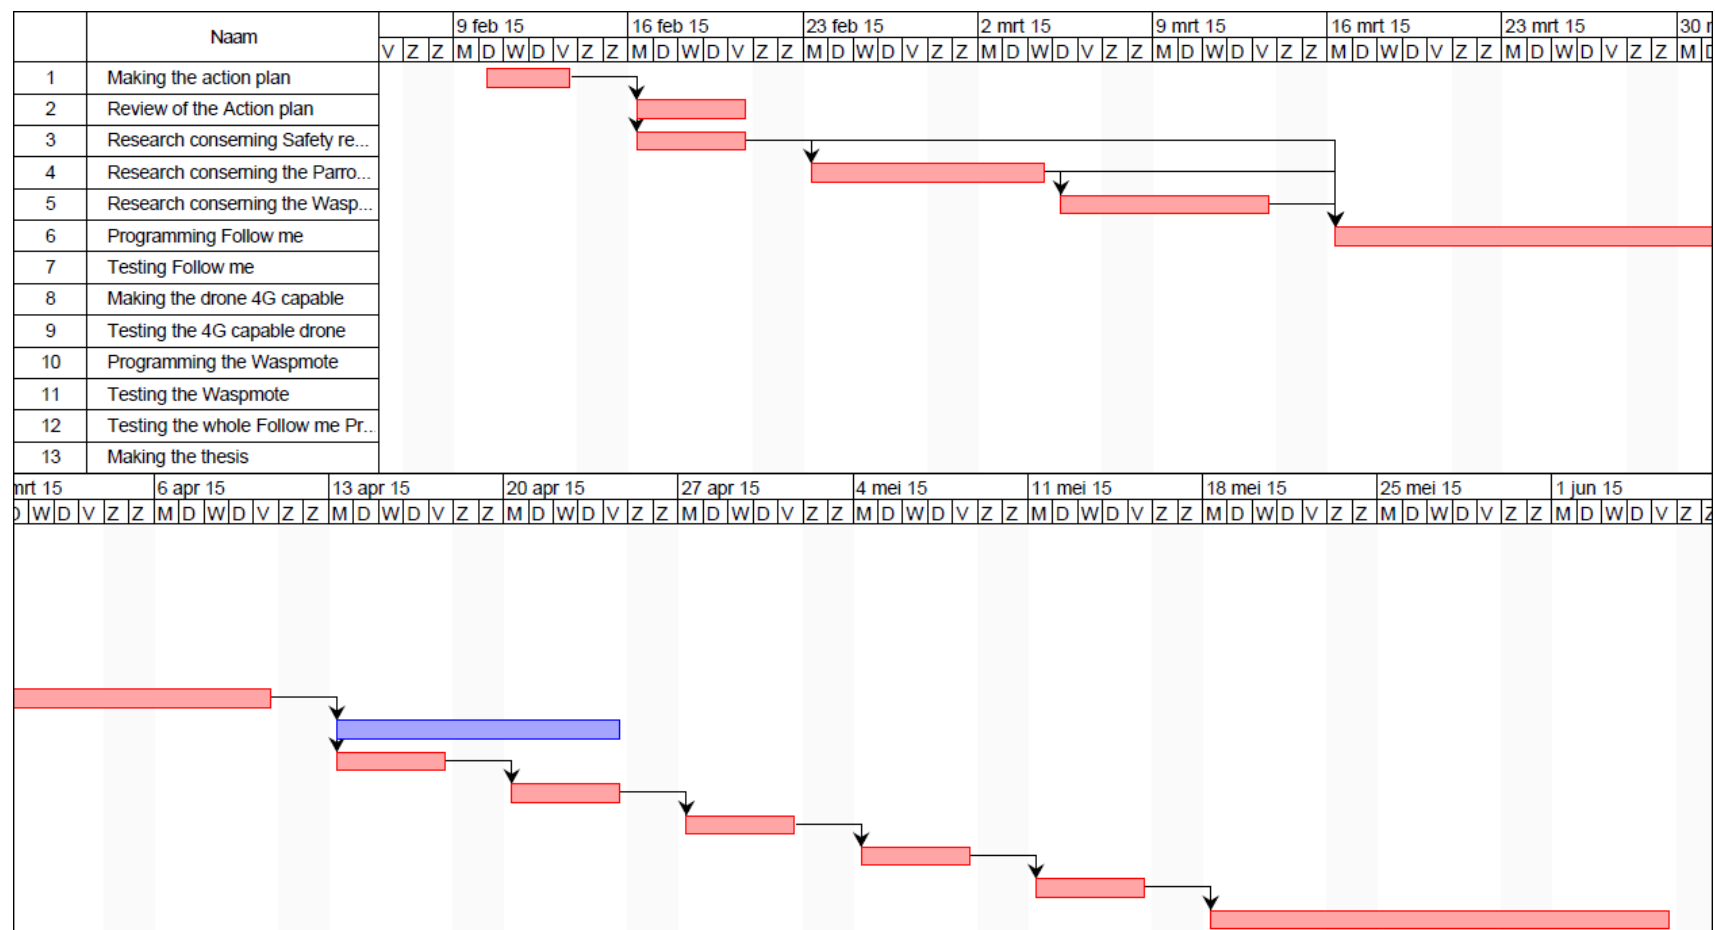 Naam
9 feb 15 16 feb 15 23 feb 15 2 mrt 15 9 mrt 15 16 mrt 15 23 mrt 15 30 m
V Z Z M D W D V Z Z M D W D V Z Z M D W D V Z Z M D W D V Z Z M D W D V Z Z M D W D V Z Z M D W D V Z Z M D
1 Making the action plan
2 Review of the Action plan
3 Research conserning Safety re...
4 Research conserning the Parro...
5 Research conserning the Wasp...
6 Programming Follow me
7 Testing Follow me
8 Making the drone 4G capable
9 Testing the 4G capable drone
10 Programming the Waspmote
11 Testing the Waspmote
12 Testing the whole Follow me Pr...
13 Making the thesis
mrt 15 6 apr 15 13 apr 15 20 apr 15 27 apr 15 4 mei 15 11 mei 15 18 mei 15 25 mei 15 1 jun 15
D W D V Z Z M D W D V Z Z M D W D V Z Z M D W D V Z Z M D W D V Z Z M D W D V Z Z M D W D V Z Z M D W D V Z Z M D W D V Z Z M D W D V Z Z